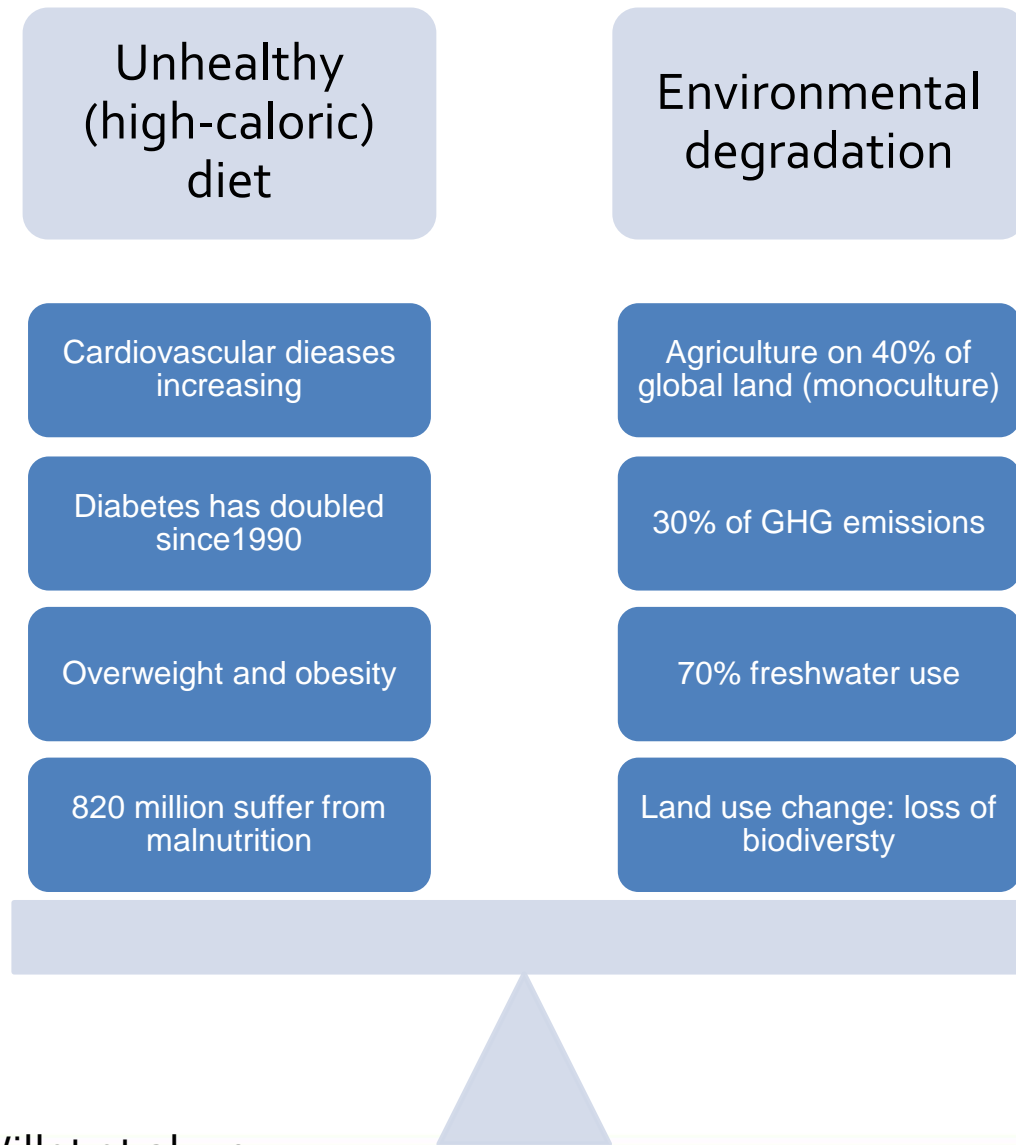 Unhealthy
(high-caloric)
diet
Cardiovascular dieases
increasing
Diabetes has doubled
since1990
Overweight and obesity
820 million suffer from
malnutrition
Environmental
degradation
Agriculture on 40% of
global land (monoculture)
30% of GHG emissions
70% freshwater use
Land use change: loss of
biodiversty